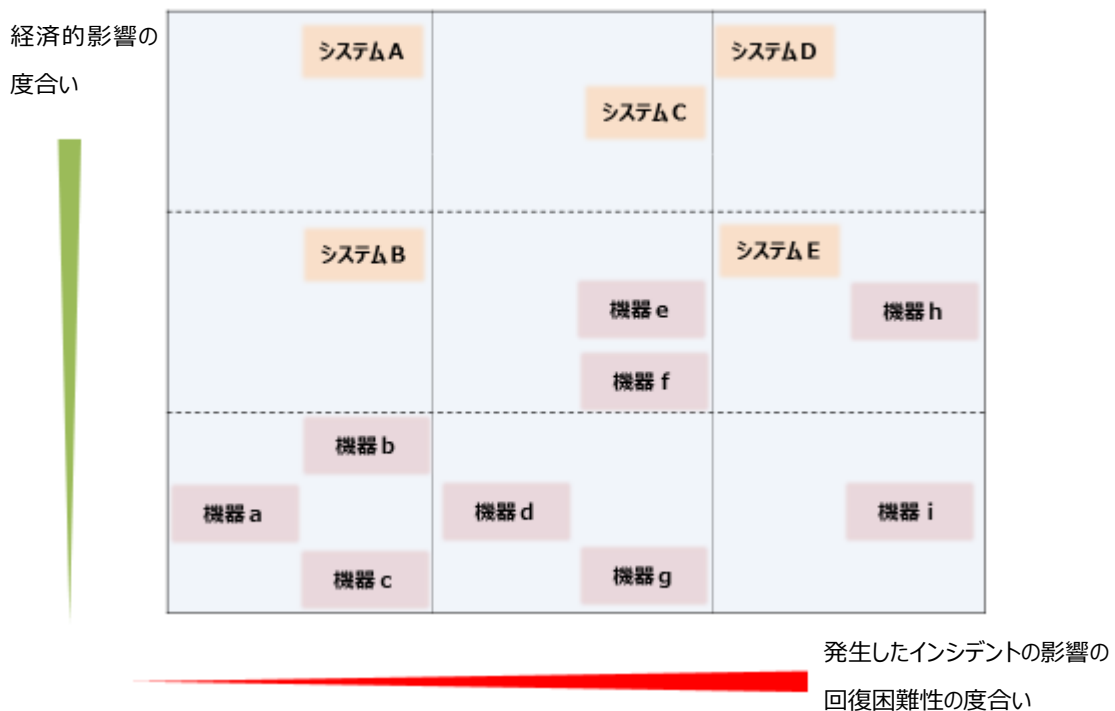 経済的影響の
度合い
システムA
システムD
システムC
システムB
システムE
機器e
機器h
機器f
機器b
機器a
機器d
機器i
機器c
機器g
発生したインシデントの影響の
回復困難性の度合い